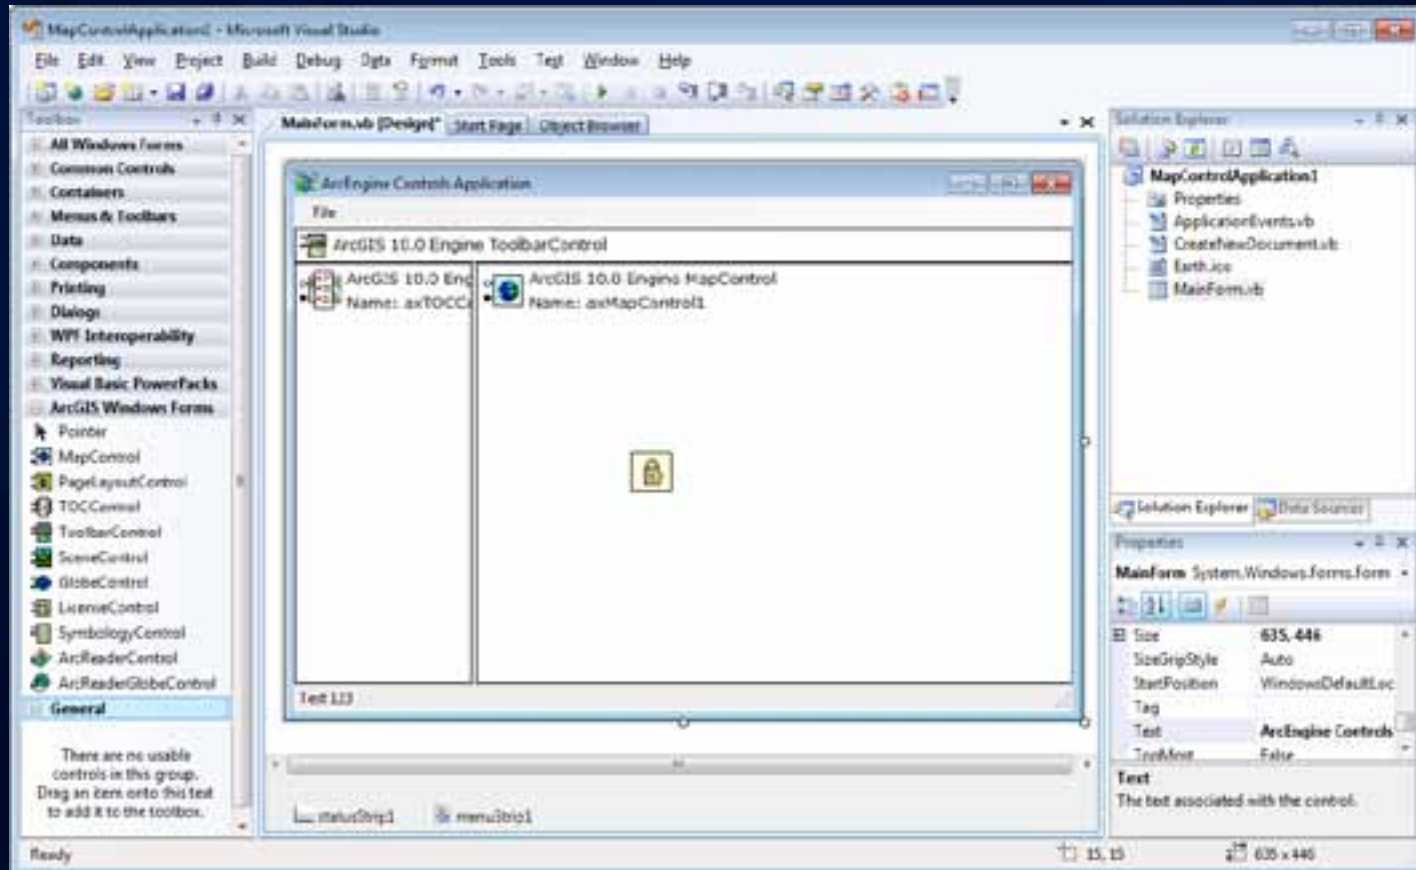 MapControlApplication1 - Microsoft Visual Studio
File Edit View Project Build Debug Data Format Tools Test Window Help
Toolbox
All Windows Forms
Common Controls
Containers
Menus & Toolbars
Data
Components
Printing
Dialogs
WPF Interoperability
Reporting
Visual Basic PowerPacks
ArcGIS Windows Forms
Pointer
MapControl
PageLayoutControl
TOCControl
ToolbarControl
SceneControl
GlobeControl
LicenseControl
SymbologyControl
ArcReaderControl
ArcReaderGlobeControl
General
There are no usable
controls in this group.
Drag an item onto this text
to add it to the toolbox.
MainForm.vb [Design]* Start Page Object Browser
ArcEngine Controls Application
File
ArcGIS 10.0 Engine ToolbarControl
ArcGIS 10.0 Eng
Name: axTOCC
ArcGIS 10.0 Engine MapControl
Name: axMapControl1
Test 123
statusStrip1 menuStrip1
Solution Explorer
MapControlApplication1
Properties
ApplicationEvents.vb
CreateNewDocument.vb
Earth.ico
MainForm.vb
Solution Explorer Data Sources
Properties
MainForm System.Windows.Forms.Form
Size 635, 446
SizeGripStyle Auto
StartPosition WindowsDefaultLoc
Tag
Text ArcEngine Controls
TopMost False
Text
The text associated with the control.
Ready 15, 15 635 x 446